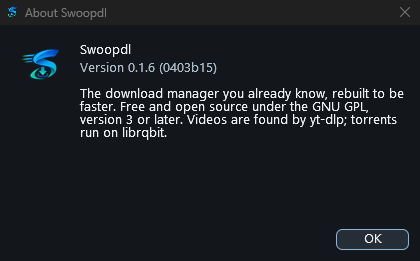 About Swoopdl
Swoopdl
Version 0.1.6 (0403b15)
The download manager you already know, rebuilt to be
faster. Free and open source under the GNU GPL,
version 3 or later. Videos are found by yt-dlp; torrents
run on librqbit.
OK